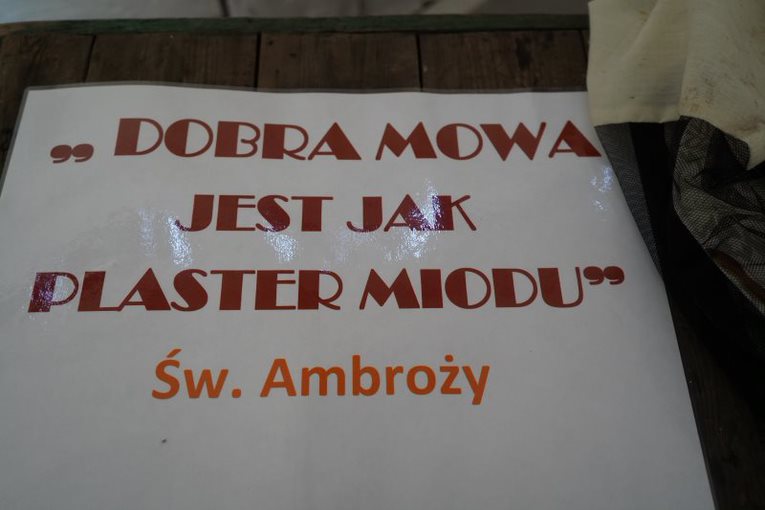 „ DOBRA MOWA
JEST JAK
PLASTER MIODU”
Św. Ambroży